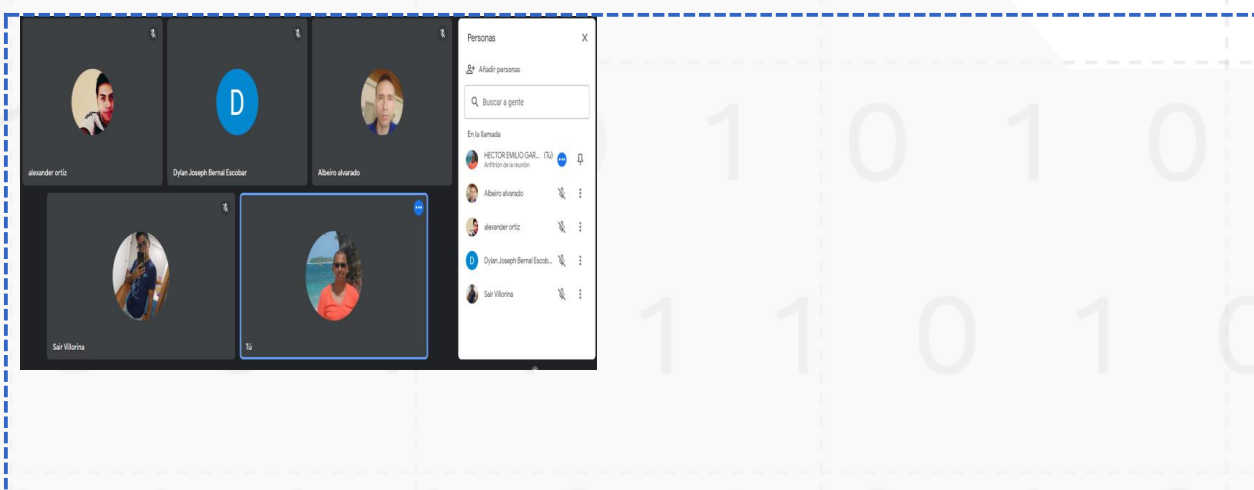 alexander ortiz
D
Dylan Joseph Bernal Escobar
Albeiro alvarado
Sair Villorina
Tú
Personas
Añadir personas
Buscar a gente
En la llamada
HECTOR EMILIO GAR... (Tú)
Anfitrión de la reunión
Albeiro alvarado
alexander ortiz
D Dylan Joseph Bernal Escob...
Sair Villorina
1 0 1 0
1 1 0 1 0